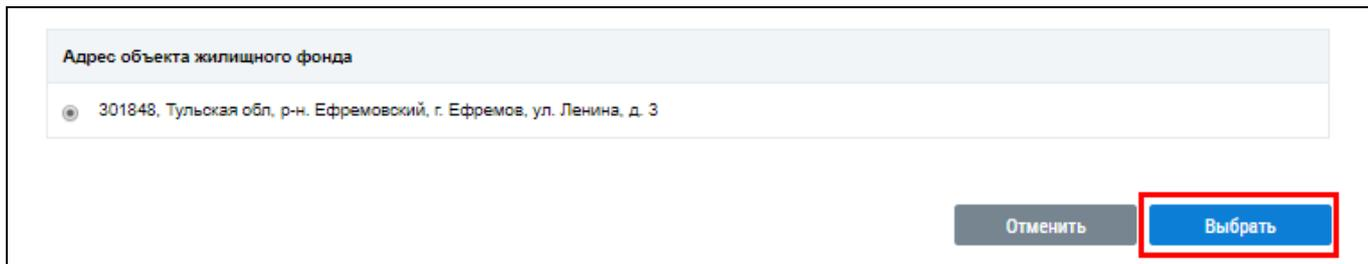 Адрес объекта жилищного фонда
301848, Тульская обл, р-н. Ефремовский, г. Ефремов, ул. Ленина, д. 3
Отменить
Выбрать